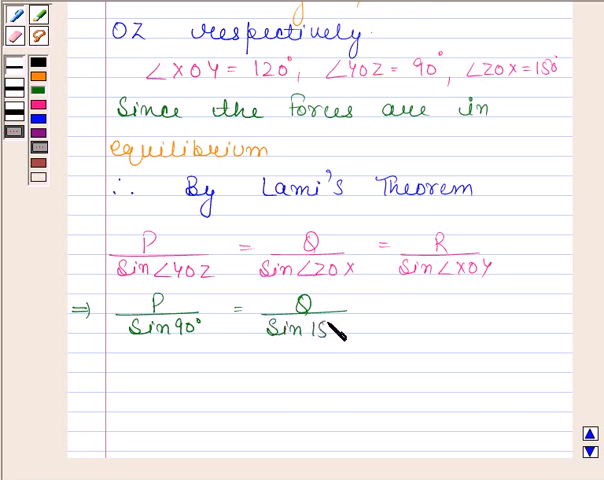 OZ respectively.
∠XOY = 120°, ∠YOZ = 90°, ∠ZOX = 150°
Since the forces are in
equilibrium
∴ By Lami's Theorem
P/Sin∠YOZ = Q/Sin∠ZOX = R/Sin∠XOY
⇒ P/Sin 90° = Q/Sin 15